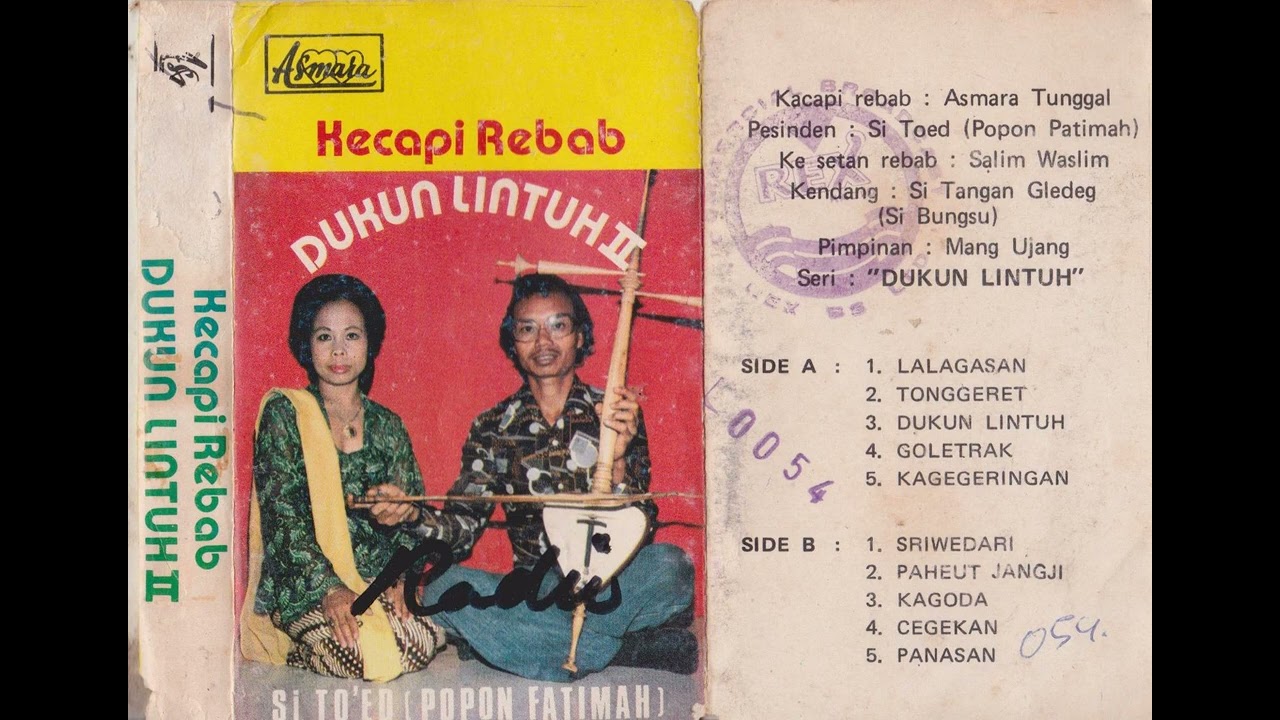 Kecapi Rebab
DUKUN LINTUH II
Asmara
Kecapi Rebab
DUKUN LINTUH II
Radio
Si TO'ED (POPON FATIMAH)
Kacapi rebab : Asmara Tunggal
Pesinden : Si Toed (Popon Patimah)
Ke setan rebab : Salim Waslim
Kendang : Si Tangan Gledeg
(Si Bungsu)
Pimpinan : Mang Ujang
Seri : "DUKUN LINTUH"
REX
0054
SIDE A : 1. LALAGASAN
2. TONGGERET
3. DUKUN LINTUH
4. GOLETRAK
5. KAGEGERINGAN
SIDE B : 1. SRIWEDARI
2. PAHEUT JANGJI
3. KAGODA
4. CEGEKAN
5. PANASAN
054.